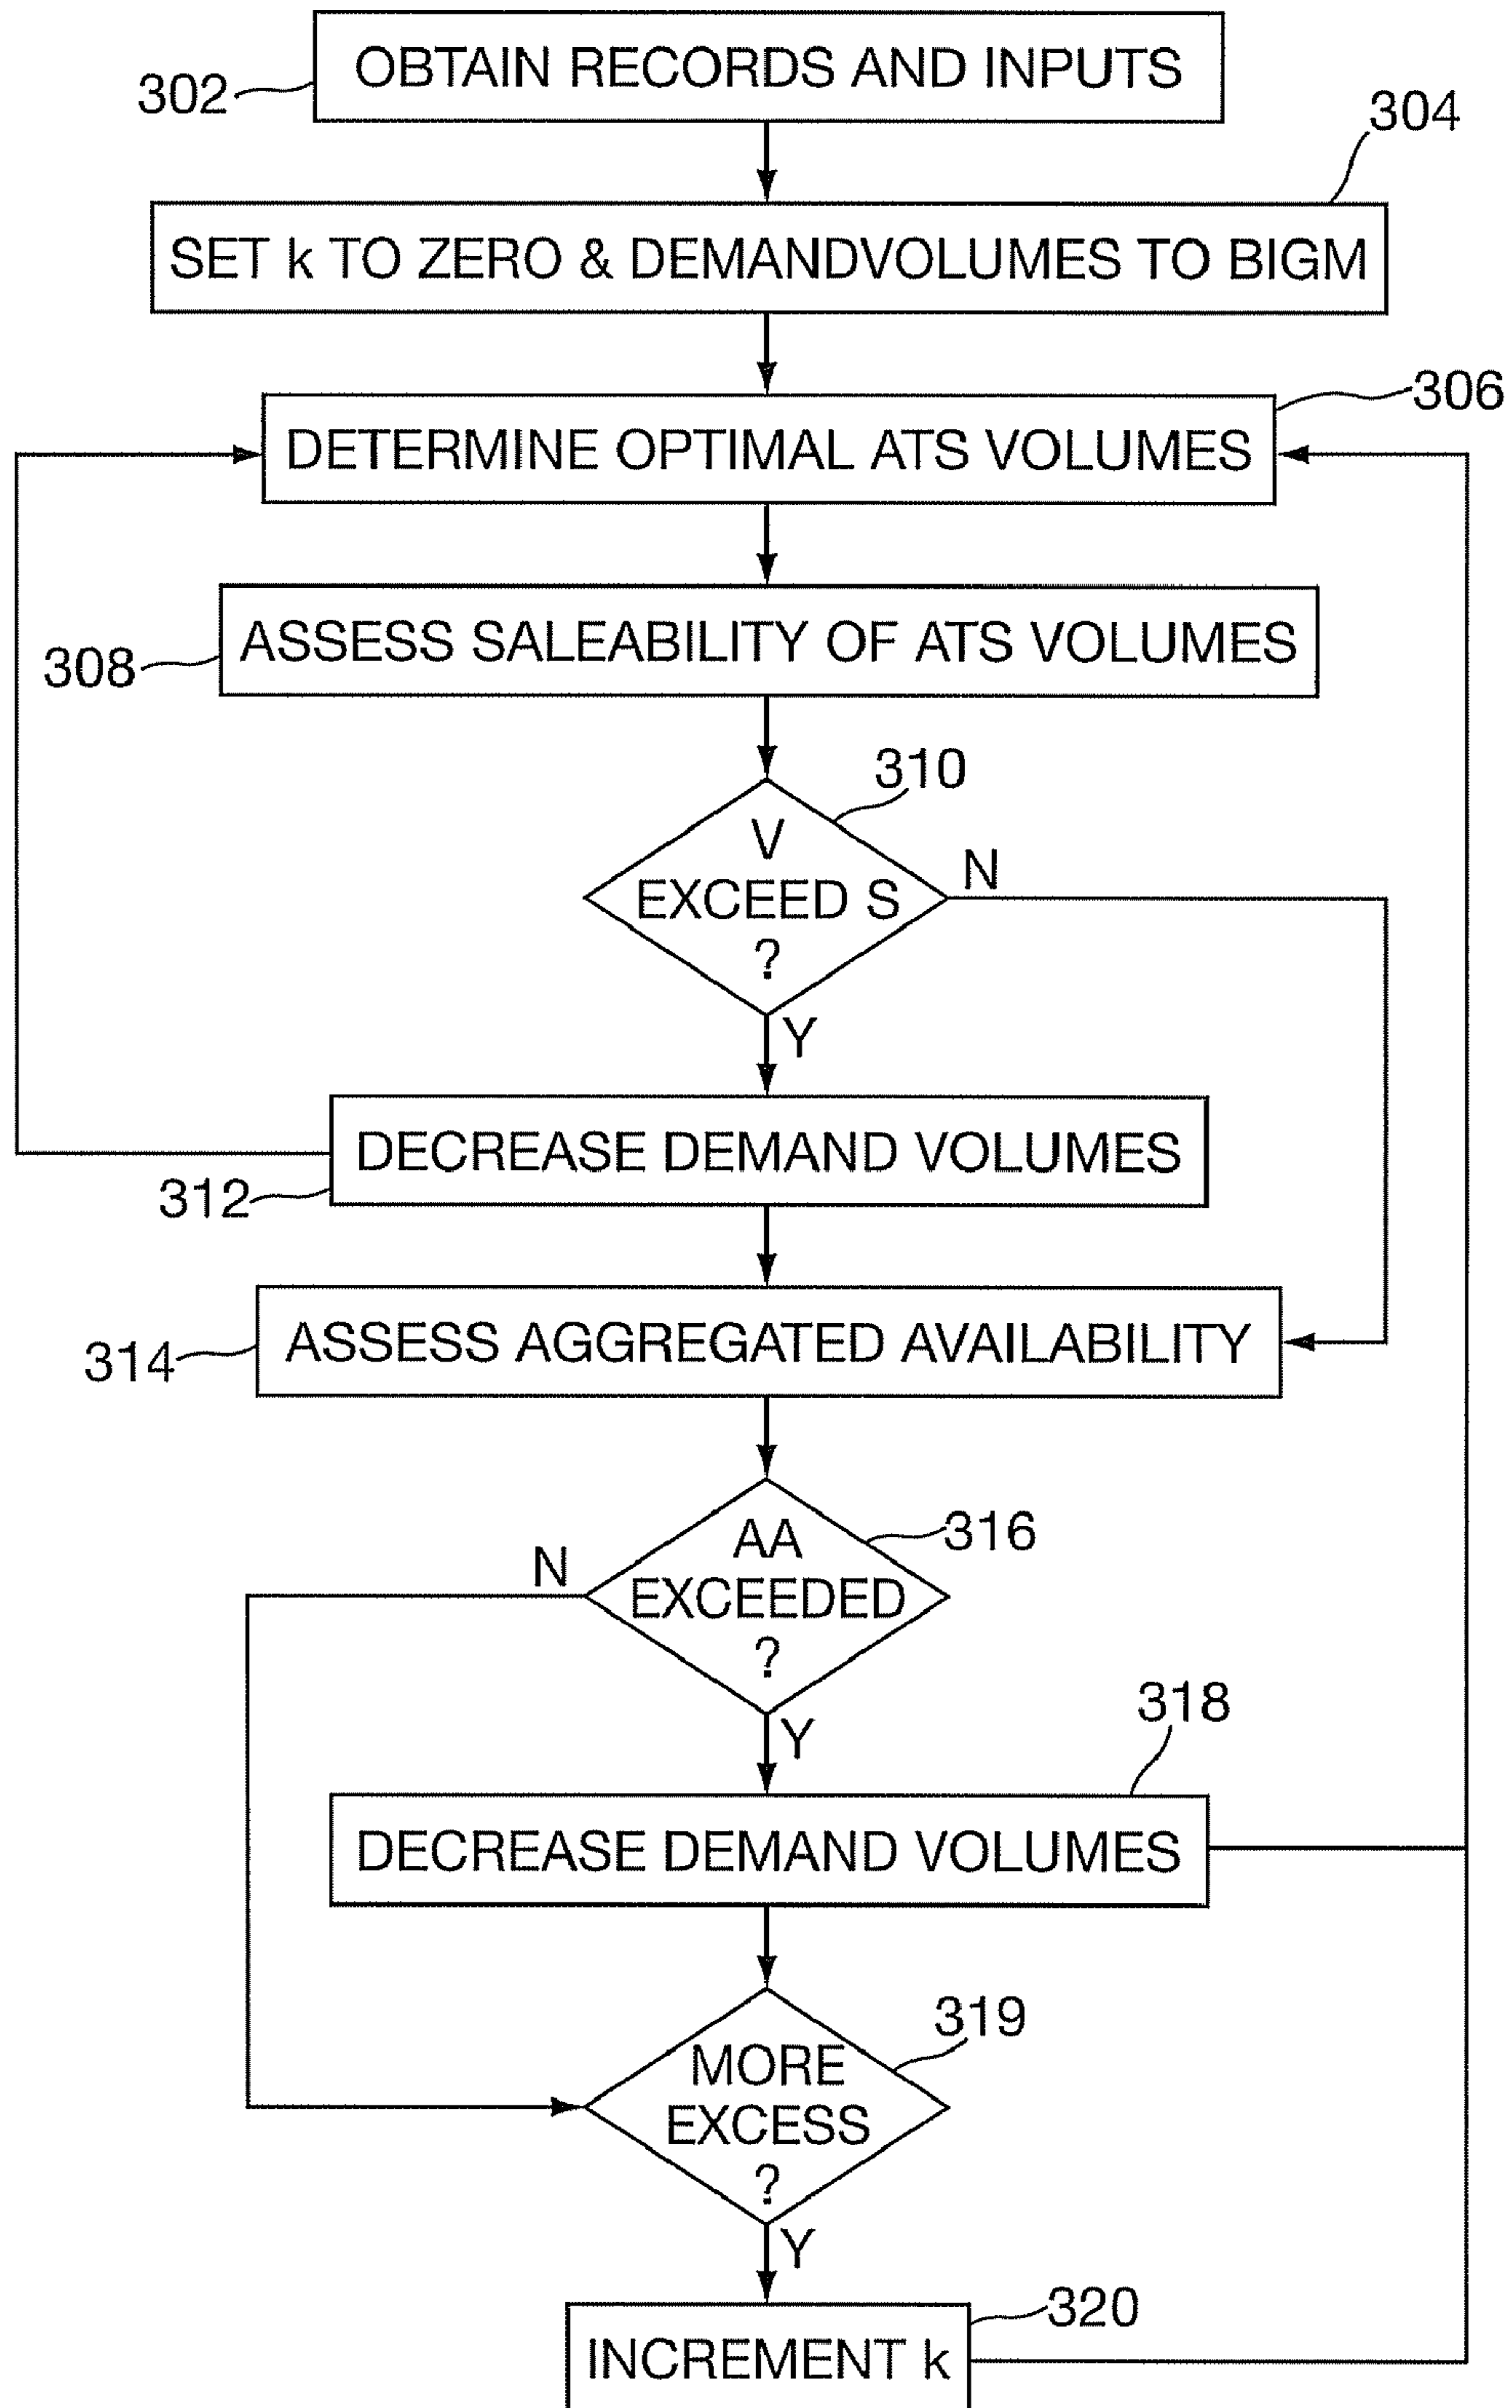 OBTAIN RECORDS AND INPUTS
302
304
SET k TO ZERO & DEMANDVOLUMES TO BIGM
306
DETERMINE OPTIMAL ATS VOLUMES
ASSESS SALEABILITY OF ATS VOLUMES
308
310
V
EXCEED S
?
N
Y
DECREASE DEMAND VOLUMES
312
ASSESS AGGREGATED AVAILABILITY
314
316
AA
EXCEEDED
?
N
Y
318
DECREASE DEMAND VOLUMES
319
MORE
EXCESS
?
Y
320
INCREMENT k